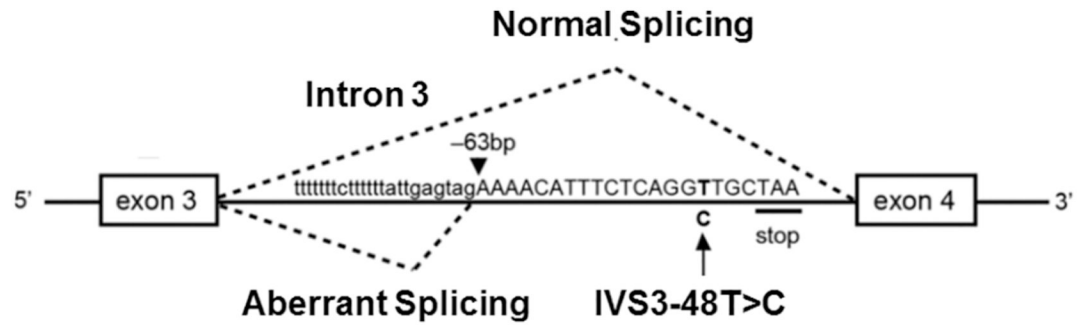 Normal Splicing
Intron 3
–63bp
tttttttcttttttattgagtagAAAACATTTCTCAGGTTGCTAA
5' exon 3 exon 4 3'
C
stop
Aberrant Splicing IVS3-48T>C